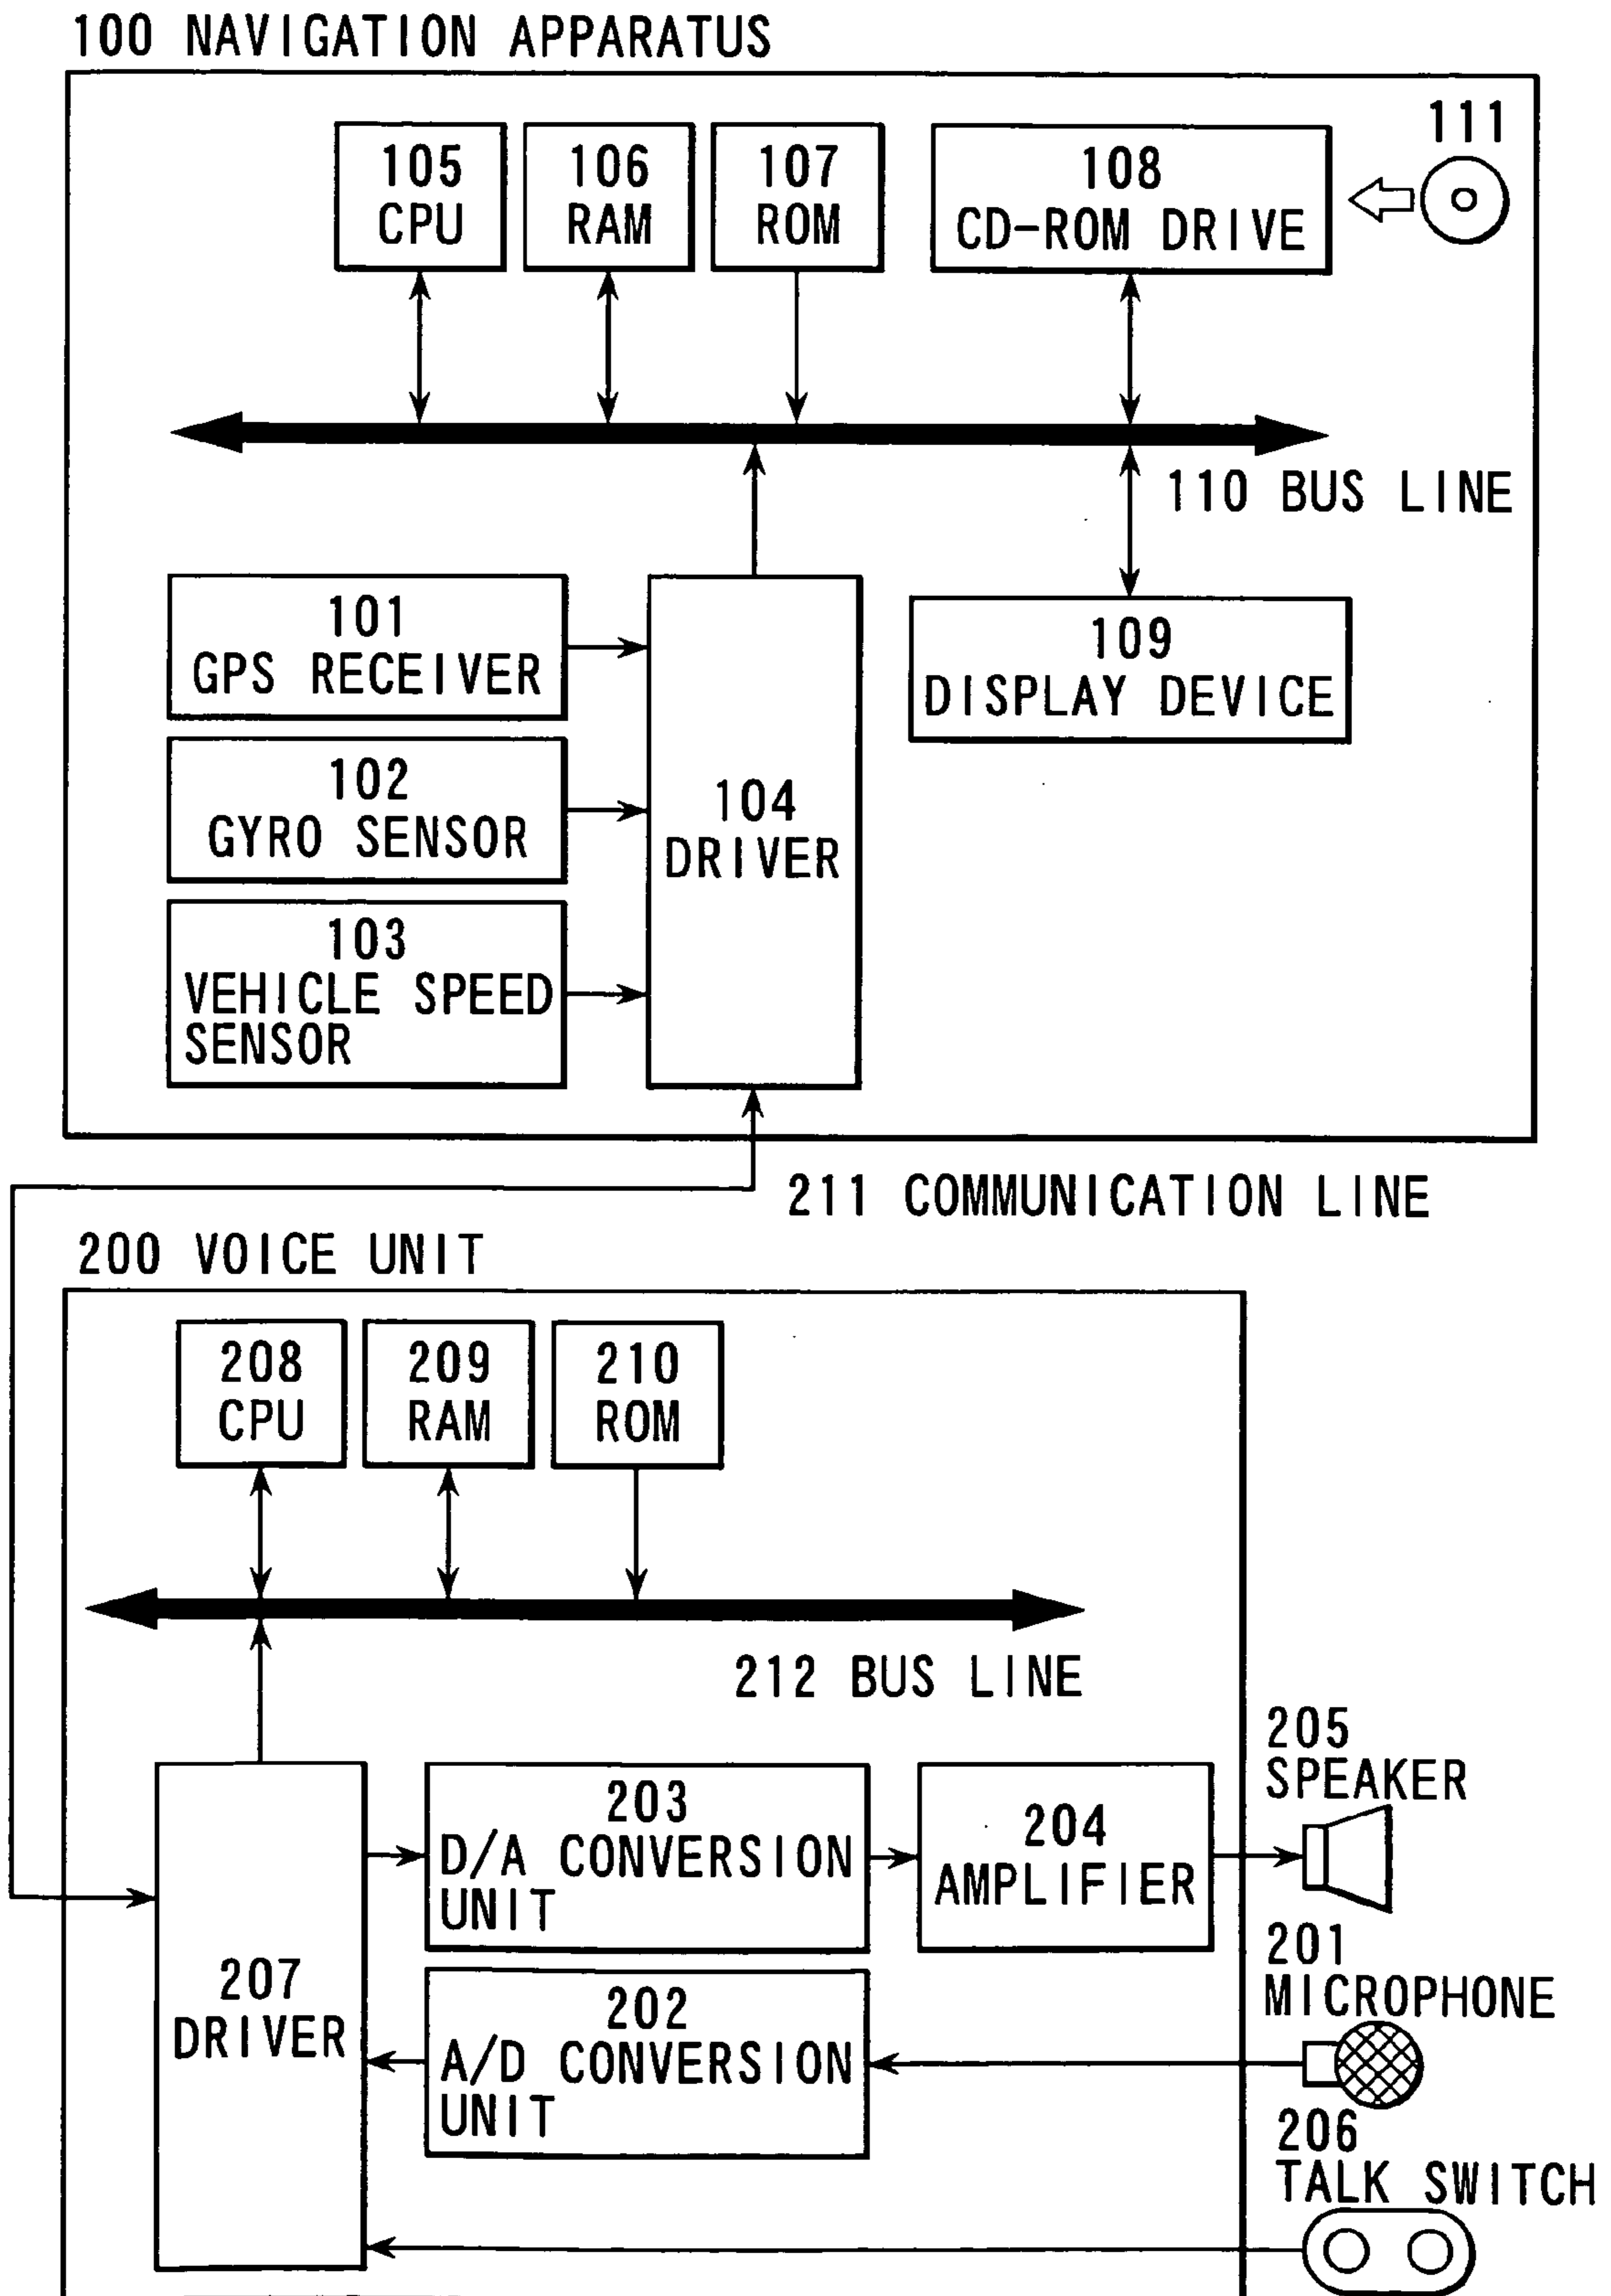 100 NAVIGATION APPARATUS
111
105
CPU
106
RAM
107
ROM
108
CD-ROM DRIVE
110 BUS LINE
101
GPS RECEIVER
109
DISPLAY DEVICE
102
GYRO SENSOR
104
DRIVER
103
VEHICLE SPEED
SENSOR
211 COMMUNICATION LINE
200 VOICE UNIT
208
CPU
209
RAM
210
ROM
212 BUS LINE
205
SPEAKER
203
D/A CONVERSION
UNIT
204
AMPLIFIER
201
MICROPHONE
207
DRIVER
202
A/D CONVERSION
UNIT
206
TALK SWITCH